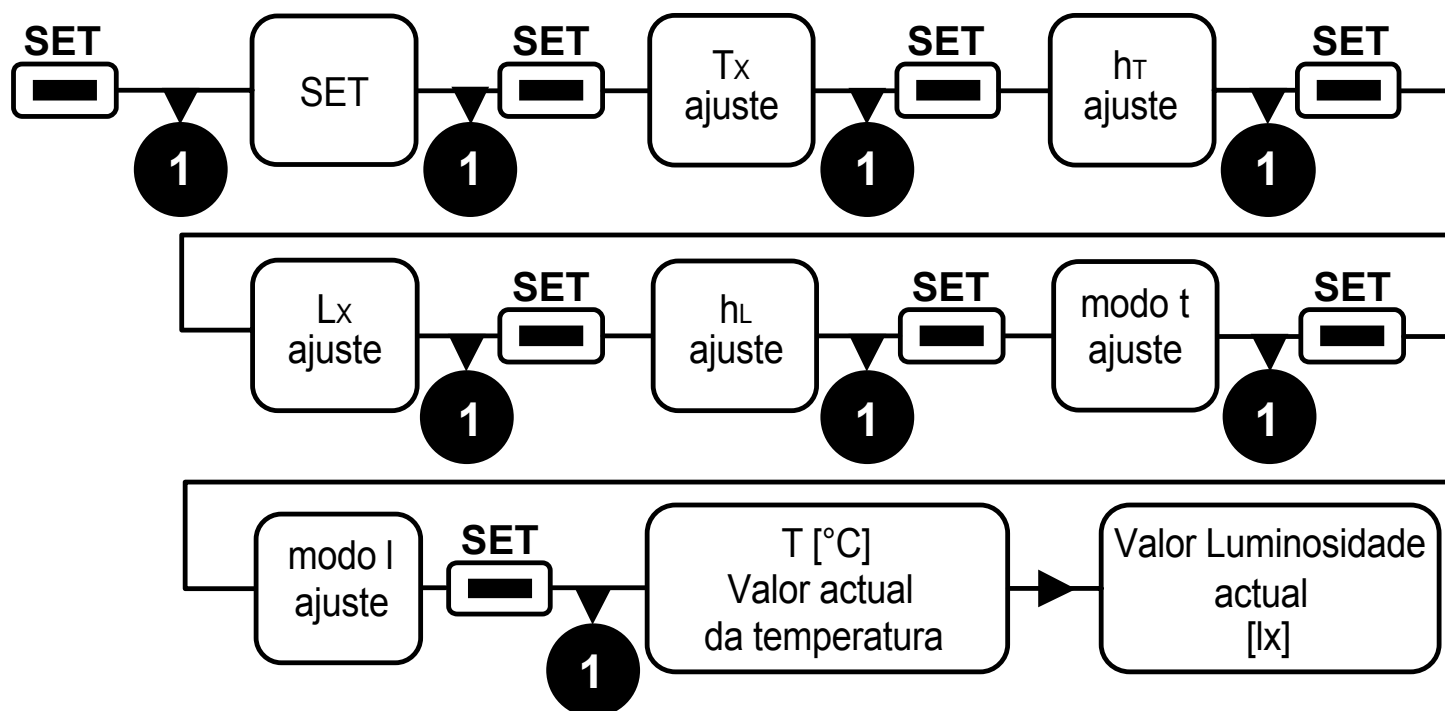 SET
SET
SET
SET
SET
Tx
ajuste
hT
ajuste
1
1
1
1
SET
SET
SET
Lx
ajuste
hL
ajuste
modo t
ajuste
1
1
1
SET
modo l
ajuste
T [°C]
Valor actual
da temperatura
Valor Luminosidade
actual
[lx]
1